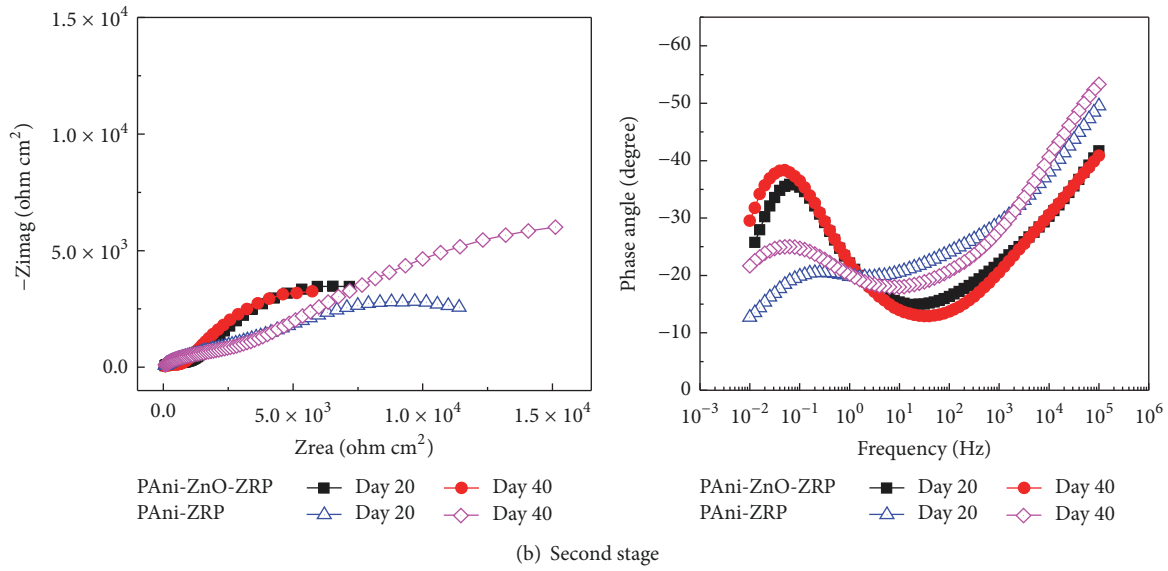 1.5 × 10⁴
1.0 × 10⁴
5.0 × 10³
0.0
−Zimag (ohm cm²)
0.0
5.0 × 10³
1.0 × 10⁴
1.5 × 10⁴
Zrea (ohm cm²)
PAni-ZnO-ZRP Day 20 Day 40
PAni-ZRP Day 20 Day 40
−60
−50
−40
−30
−20
−10
0
Phase angle (degree)
10⁻³ 10⁻² 10⁻¹ 10⁰ 10¹ 10² 10³ 10⁴ 10⁵ 10⁶
Frequency (Hz)
PAni-ZnO-ZRP Day 20 Day 40
PAni-ZRP Day 20 Day 40
(b) Second stage